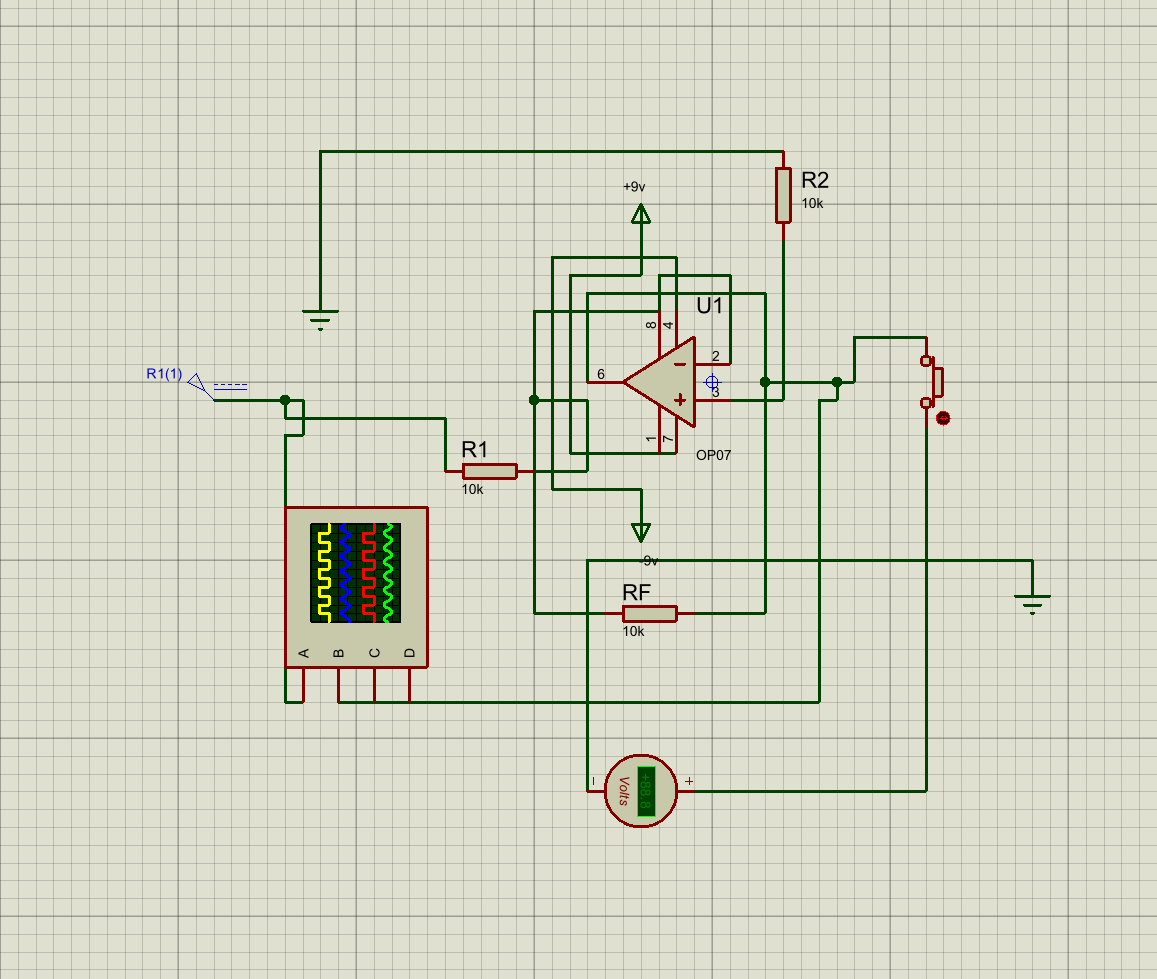 R2
10k
+9v
U1
8
4
2
R1(1)
6
3
1
7
R1
OP07
10k
-9v
RF
10k
A
B
C
D
+88.8
Volts